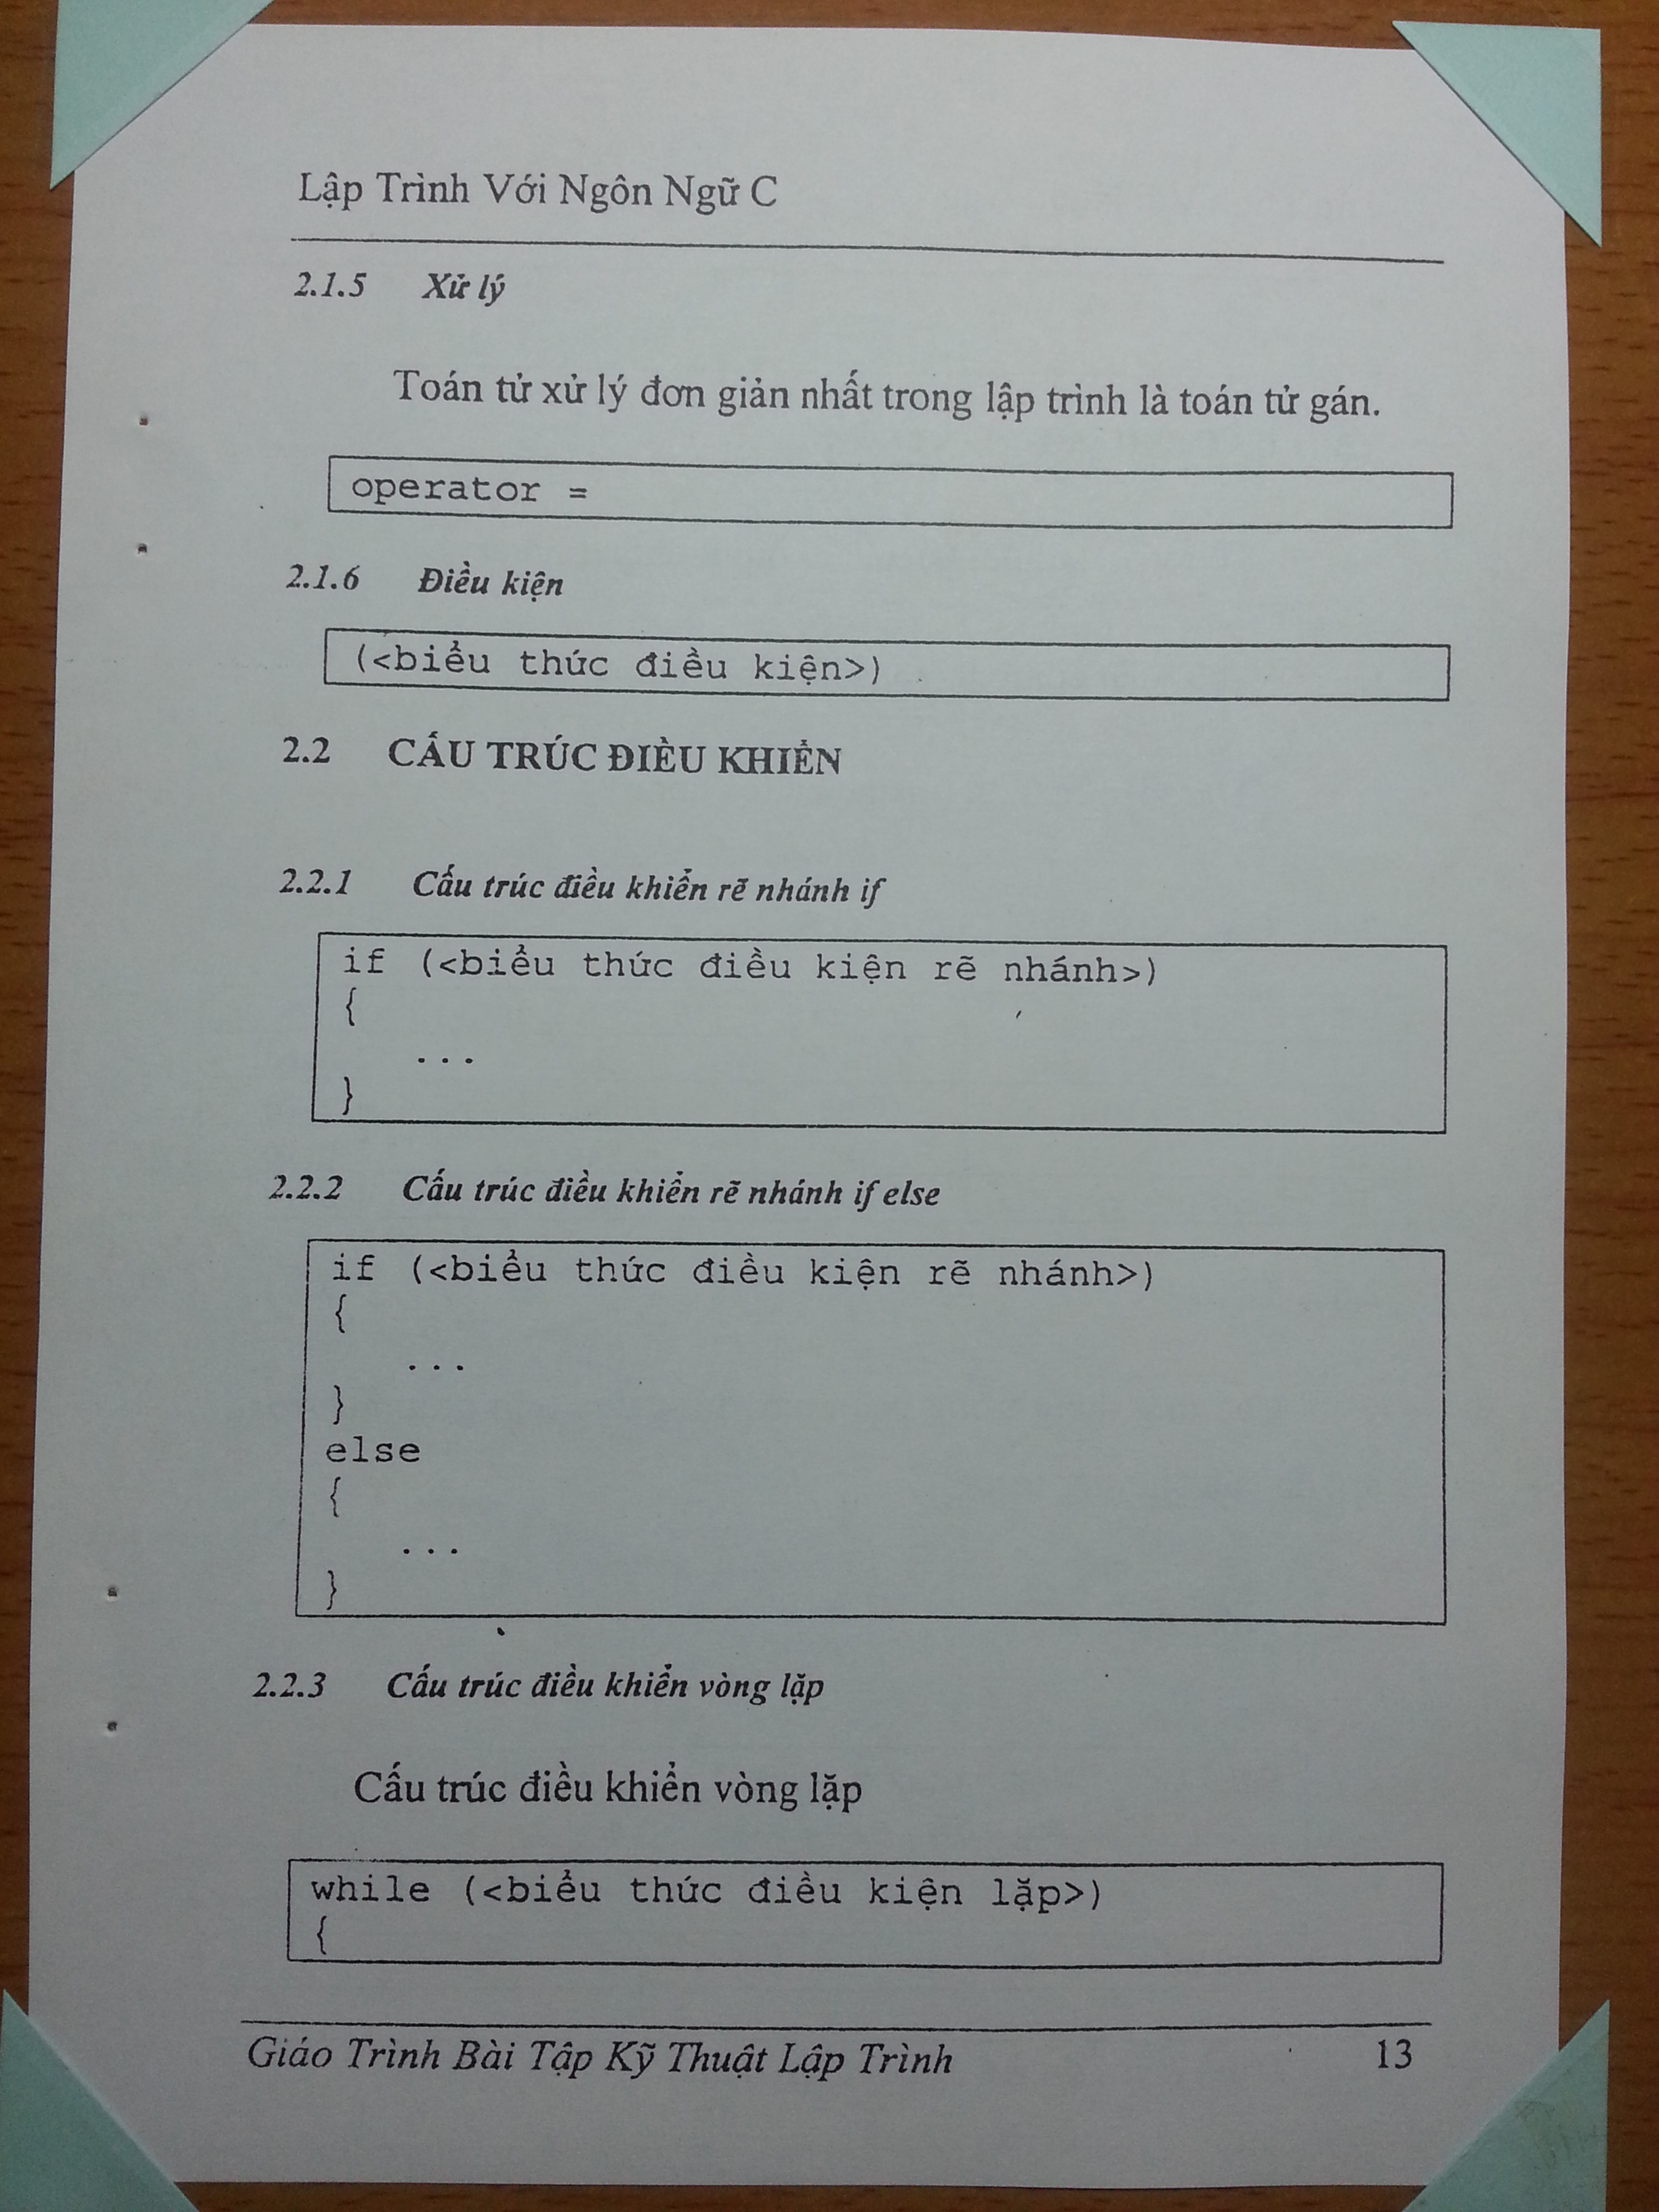 Lập Trình Với Ngôn Ngữ C
2.1.5 Xử lý
Toán tử xử lý đơn giản nhất trong lập trình là toán tử gán.
operator =
2.1.6 Điều kiện
(<biểu thức điều kiện>)
2.2 CẤU TRÚC ĐIỀU KHIỂN
2.2.1 Cấu trúc điều khiển rẽ nhánh if
if (<biểu thức điều kiện rẽ nhánh>)
{
...
}
2.2.2 Cấu trúc điều khiển rẽ nhánh if else
if (<biểu thức điều kiện rẽ nhánh>)
{
...
}
else
{
...
}
2.2.3 Cấu trúc điều khiển vòng lặp
Cấu trúc điều khiển vòng lặp
while (<biểu thức điều kiện lặp>)
{
Giáo Trình Bài Tập Kỹ Thuật Lập Trình 13